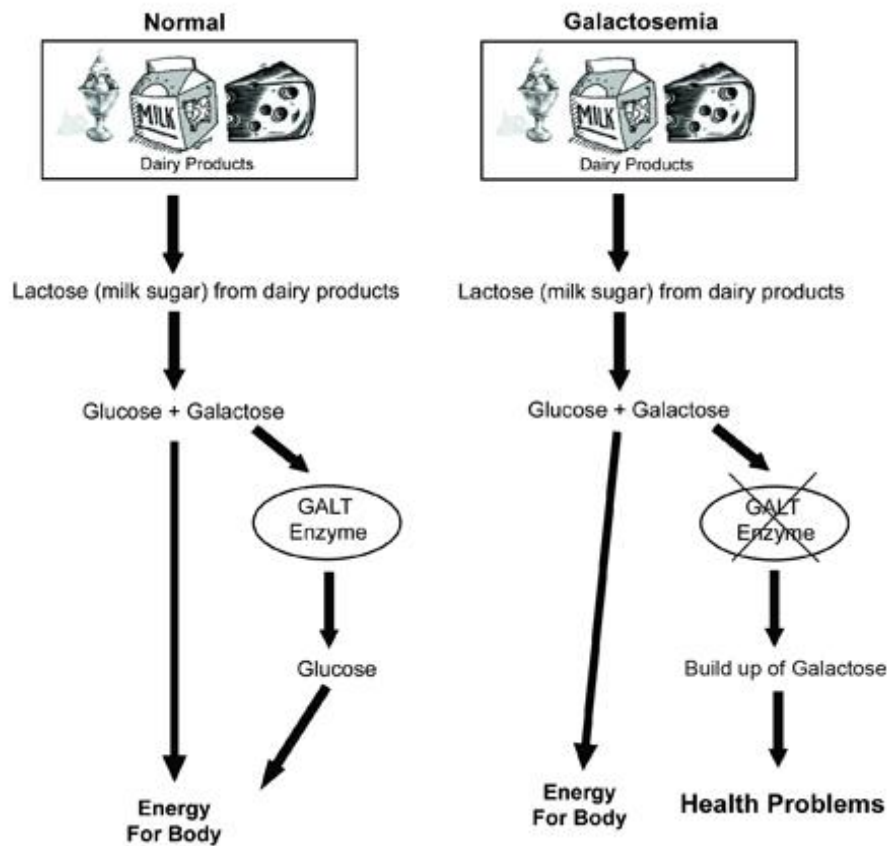 Normal
MILK
Dairy Products
Lactose (milk sugar) from dairy products
Glucose + Galactose
GALT
Enzyme
Glucose
Energy
For Body
Galactosemia
MILK
Dairy Products
Lactose (milk sugar) from dairy products
Glucose + Galactose
GALT
Enzyme
Build up of Galactose
Energy
For Body
Health Problems